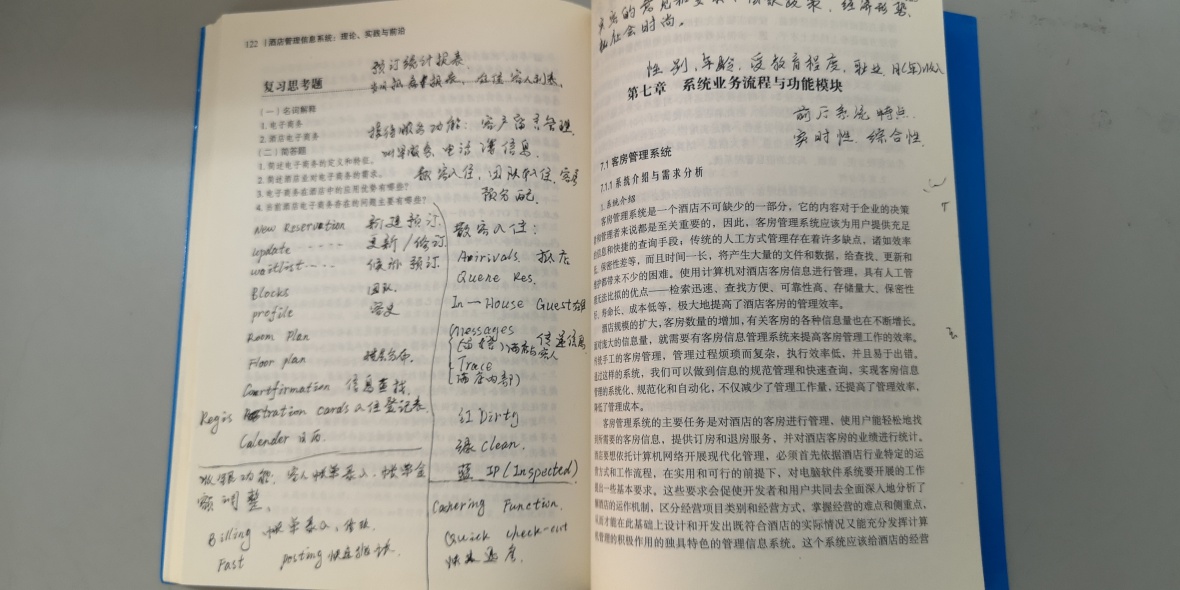 122 | 酒店管理信息系统：理论、实践与前沿
预订统计报表
复习思考题
在住客人列表，
（一）名词解释
1. 电子商务
2. 酒店电子商务
接待服务功能：客户
（二）简答题
叫早服务，电话 信息，
1. 简述电子商务的定义和特征。
2. 简述酒店业对电子商务的需求。
散客入住，团队入住，
3. 电子商务在酒店中的应用优势有哪些？
预分配
4. 当前酒店电子商务存在的问题主要有哪些？
New Reservation 新建预订
update ---- 更新/修订
waitlist ---- 候补预订
Blocks 团队
profile 客史
Room Plan
Floor plan
信息查找
Registration cards 入住登记表
Calender 日历
收银功能，客人帐单录入，帐单金
额调整，
Billing 帐单录入，
Fast posting
散客入住：
Arrivals 抵店
Quene Res.
In-House Guest
Messages
传递信息
Trace
(酒店内部)
红 Dirty
绿 Clean.
蓝 IP (Inspected)
Function.
Quick check-out
快速退房.
经济形势，
和社会时尚。
性别，年龄，受教育程度，职业，月(年)收入
第七章 系统业务流程与功能模块
前厅系统 特点
实时性 综合性
7.1 客房管理系统
7.1.1 系统介绍与需求分析
1. 系统介绍
客房管理系统是一个酒店不可缺少的一部分，它的内容对于企业的决策
和管理者来说都是至关重要的，因此，客房管理系统应该为用户提供充足
信息和快捷的查询手段；传统的人工方式管理存在着许多缺点，诸如效率
、保密性差等，而且时间一长，将产生大量的文件和数据，给查找、更新和
护都带来不少的困难。使用计算机对酒店客房信息进行管理，具有人工管
无法比拟的优点——检索迅速、查找方便、可靠性高、存储量大、保密性
、寿命长、成本低等，极大地提高了酒店客房的管理效率。
酒店规模的扩大，客房数量的增加，有关客房的各种信息量也在不断增长。
对庞大的信息量，就需要有客房信息管理系统来提高客房管理工作的效率。
手工的客房管理，管理过程烦琐而复杂，执行效率低，并且易于出错。
过这样的系统，我们可以做到信息的规范管理和快速查询，实现客房信息
管理的系统化、规范化和自动化，不仅减少了管理工作量，还提高了管理效率，
低了管理成本。
客房管理系统的主要任务是对酒店的客房进行管理，使用户能轻松地找
所需要的客房信息，提供订房和退房服务，并对酒店客房的业绩进行统计。
酒店要想依托计算机网络开展现代化管理，必须首先依据酒店行业特定的运
方式和工作流程，在实用和可行的前提下，对电脑软件系统要开展的工作
出一些基本要求。这些要求会促使开发者和用户共同去全面深入地分析了
酒店的运作机制，区分经营项目类别和经营方式，掌握经营的难点和侧重点，
才能在此基础上设计和开发出既符合酒店的实际情况又能充分发挥计算
机管理的积极作用的独具特色的管理信息系统。这个系统应该给酒店的经营